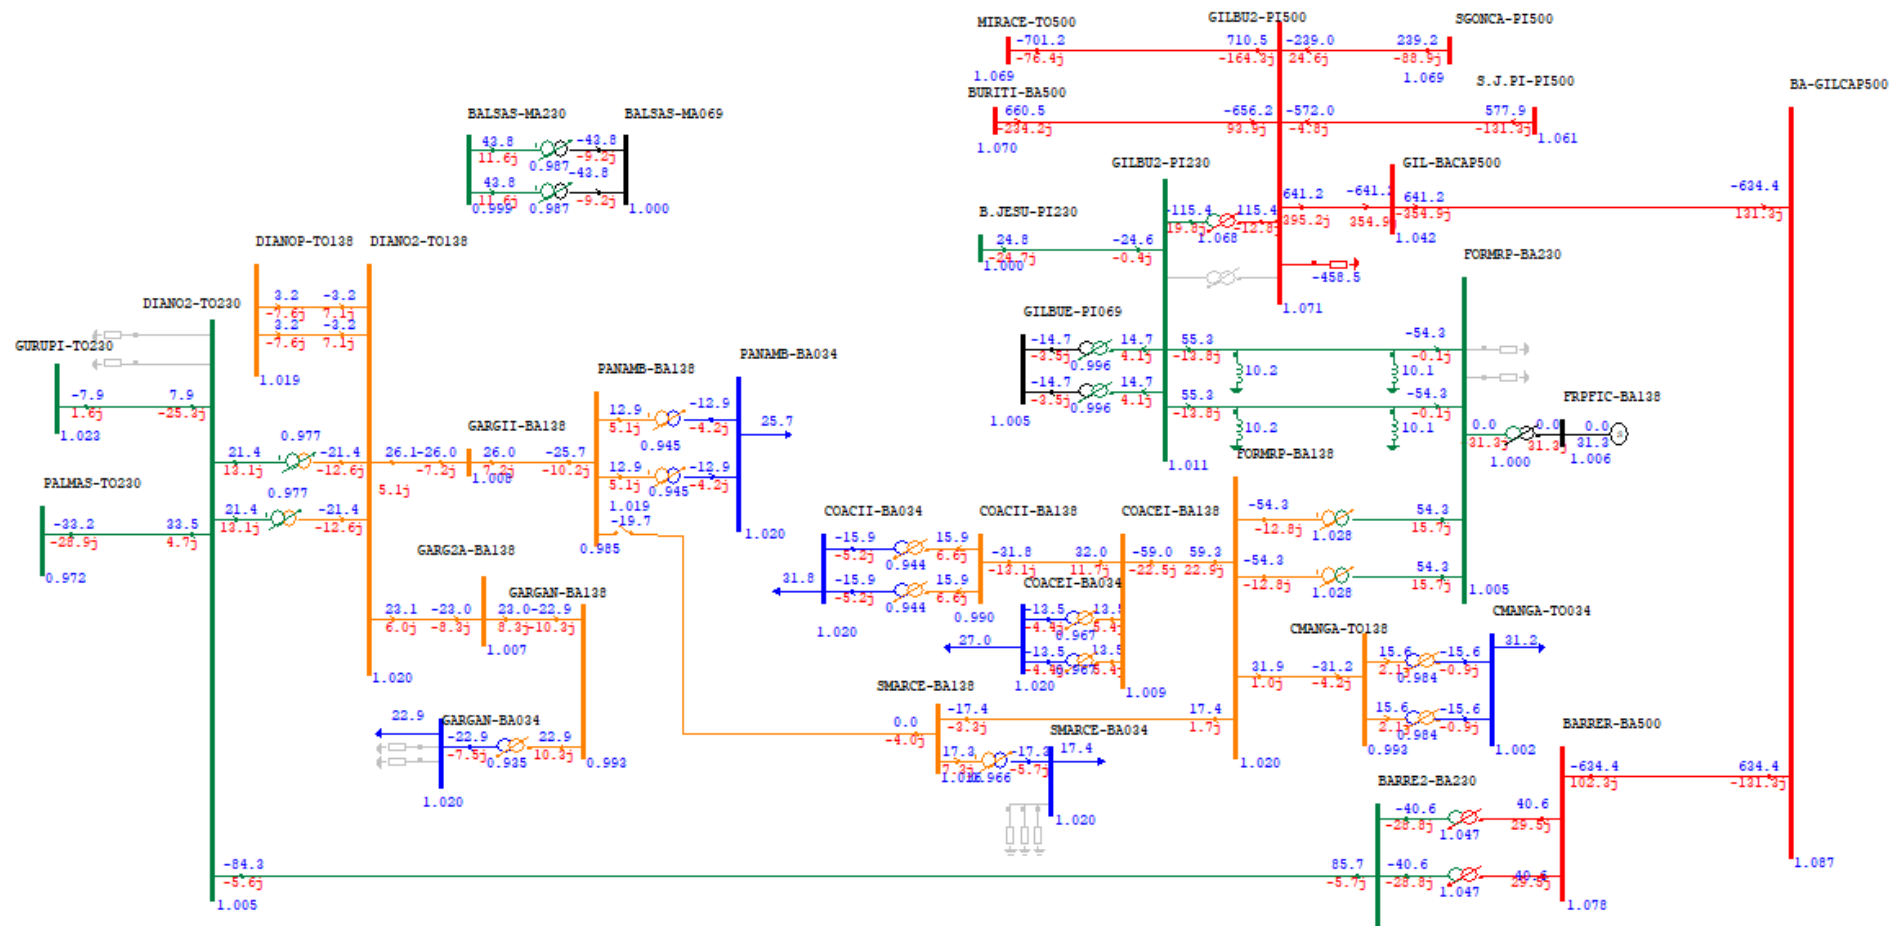 MIRACE-TO500
GILBU2-PI500
SGONCA-PI500
-701.2
710.5
-239.0
239.2
-76.4j
-164.3j
24.6j
-88.9j
1.069
1.069
BURITI-BA500
S.J.PI-PI500
BA-GILCAP500
660.5
-656.2
-572.0
577.9
-234.2j
93.9j
-4.8j
-131.3j
1.070
1.061
BALSAS-MA230
BALSAS-MA069
43.8
-43.8
11.6j
0.987
-9.2j
43.8
-43.8
11.6j
0.987
-9.2j
0.999
1.000
GILBU2-PI230
GIL-BACAP500
641.2
-641.2
641.2
-634.4
395.2j
354.9
-354.9j
131.3j
1.042
B.JESU-PI230
-115.4
115.4
19.8j
1.068
-12.8j
24.8
-24.6
-24.7j
-0.4j
1.000
-458.5
1.071
FORMRP-BA230
DIANOP-TO138
DIANO2-TO138
3.2
-3.2
-7.6j
7.1j
3.2
-3.2
-7.6j
7.1j
1.019
DIANO2-TO230
GURUPI-TO230
-7.9
7.9
1.6j
-25.3j
1.023
GILBUE-PI069
-14.7
14.7
55.3
-54.3
-3.5j
0.996
4.1j
-13.8j
-0.1j
10.2
10.1
-14.7
14.7
55.3
-54.3
-3.5j
0.996
4.1j
-13.8j
-0.1j
10.2
10.1
1.005
1.011
FRPFIC-BA138
0.0
0.0
0.0
31.3j
31.3j
31.3
1.000
1.006
PANAMB-BA034
PANAMB-BA138
12.9
-12.9
25.7
5.1j
0.945
-4.2j
12.9
-12.9
5.1j
0.945
-4.2j
1.019
-19.7
0.985
1.020
GARGII-BA138
0.977
21.4
-21.4
26.1
-26.0
26.0
-25.7
13.1j
-12.6j
-7.2j
7.2j
-10.2j
1.008
5.1j
0.977
21.4
-21.4
13.1j
-12.6j
PALMAS-TO230
-33.2
33.5
-28.9j
4.7j
0.972
FORMRP-BA138
-54.3
54.3
-12.8j
1.028
15.7j
-54.3
54.3
-12.8j
1.028
15.7j
1.005
COACII-BA034
COACII-BA138
COACEI-BA138
-15.9
15.9
-31.8
32.0
-59.0
59.3
-5.2j
0.944
6.6j
-13.1j
11.7j
-22.5j
22.9j
31.8
-15.9
15.9
-5.2j
0.944
6.6j
0.990
1.020
COACEI-BA034
-13.5
13.5
-4.4j
0.967
5.4j
27.0
-13.5
13.5
-4.4j
0.967
5.4j
1.020
1.009
GARG2A-BA138
GARGAN-BA138
23.1
-23.0
23.0
-22.9
6.0j
-8.3j
8.3j
-10.3j
1.007
1.020
CMANGA-TO034
CMANGA-TO138
31.2
31.9
-31.2
15.6
-15.6
1.0j
-4.2j
2.1j
0.984
-0.9j
15.6
-15.6
2.1j
0.984
-0.9j
0.993
1.002
SMARCE-BA138
0.0
-17.4
17.4
-4.0j
-3.3j
1.7j
SMARCE-BA034
17.3
-17.3
17.4
7.3j
0.966
-5.7j
1.020
1.020
GARGAN-BA034
22.9
-22.9
22.9
-7.5j
0.935
10.3j
0.993
1.020
BARRER-BA500
-634.4
634.4
102.3j
-131.3j
BARRE2-BA230
-40.6
40.6
-28.8j
1.047
29.5j
-84.3
85.7
-40.6
40.6
-5.6j
-5.7j
-28.8j
1.047
29.5j
1.005
1.078
1.087